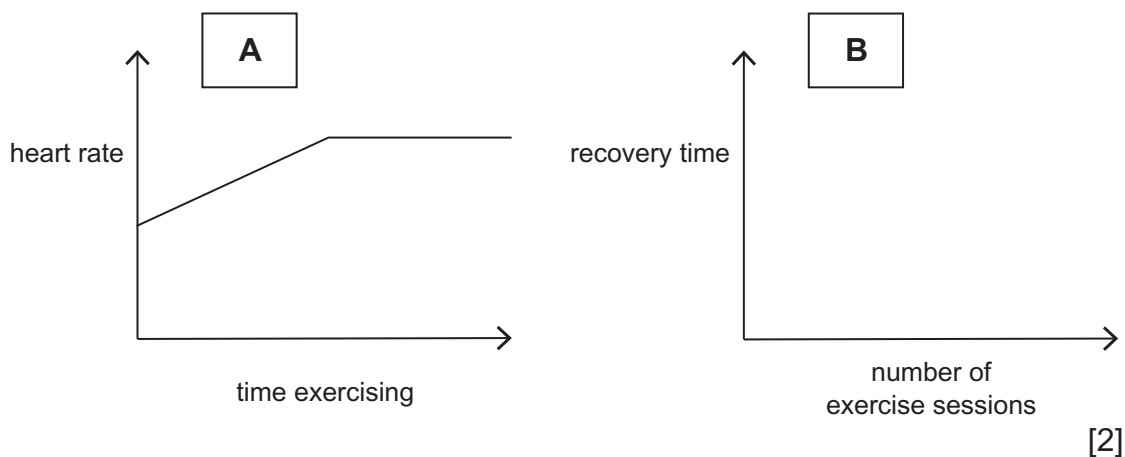 A
B
heart rate
recovery time
time exercising
number of
exercise sessions
[2]